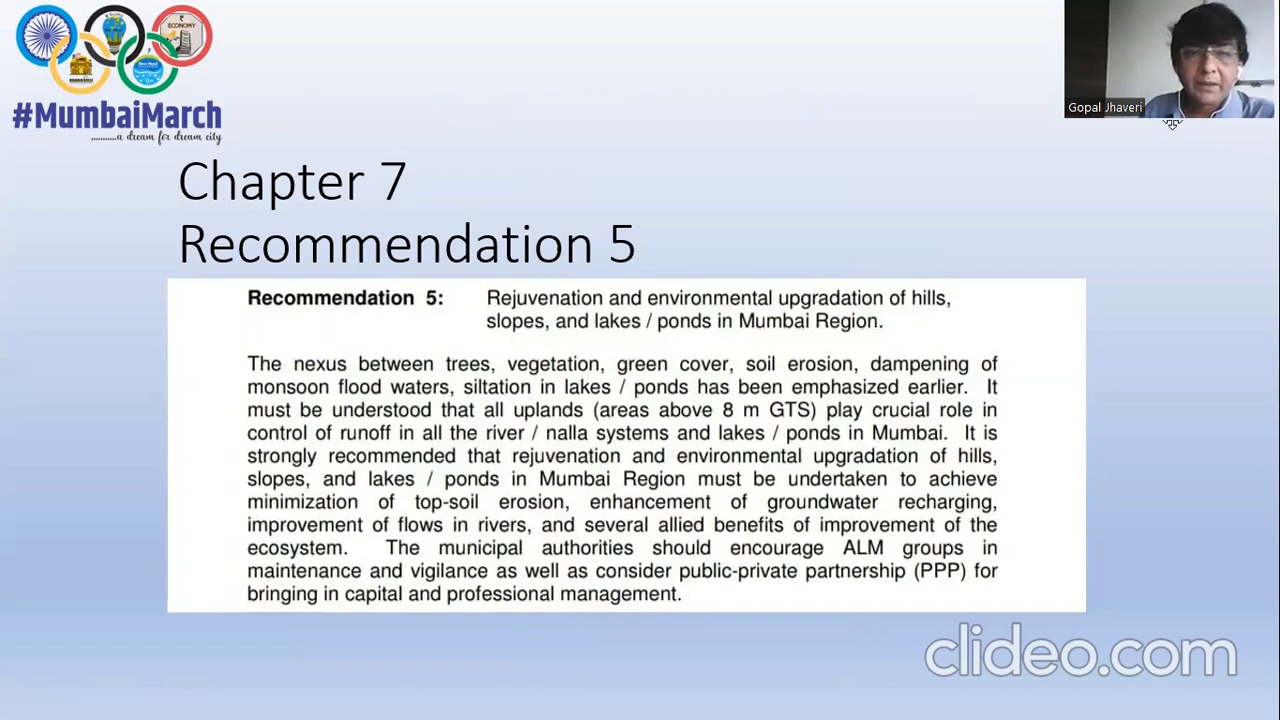 ECONOMY
#MumbaiMarch
...........a dream for dream city
Gopal Jhaveri
Chapter 7
Recommendation 5
Recommendation 5: Rejuvenation and environmental upgradation of hills,
slopes, and lakes / ponds in Mumbai Region.
The nexus between trees, vegetation, green cover, soil erosion, dampening of
monsoon flood waters, siltation in lakes / ponds has been emphasized earlier. It
must be understood that all uplands (areas above 8 m GTS) play crucial role in
control of runoff in all the river / nalla systems and lakes / ponds in Mumbai. It is
strongly recommended that rejuvenation and environmental upgradation of hills,
slopes, and lakes / ponds in Mumbai Region must be undertaken to achieve
minimization of top-soil erosion, enhancement of groundwater recharging,
improvement of flows in rivers, and several allied benefits of improvement of the
ecosystem. The municipal authorities should encourage ALM groups in
maintenance and vigilance as well as consider public-private partnership (PPP) for
bringing in capital and professional management.
clideo.com